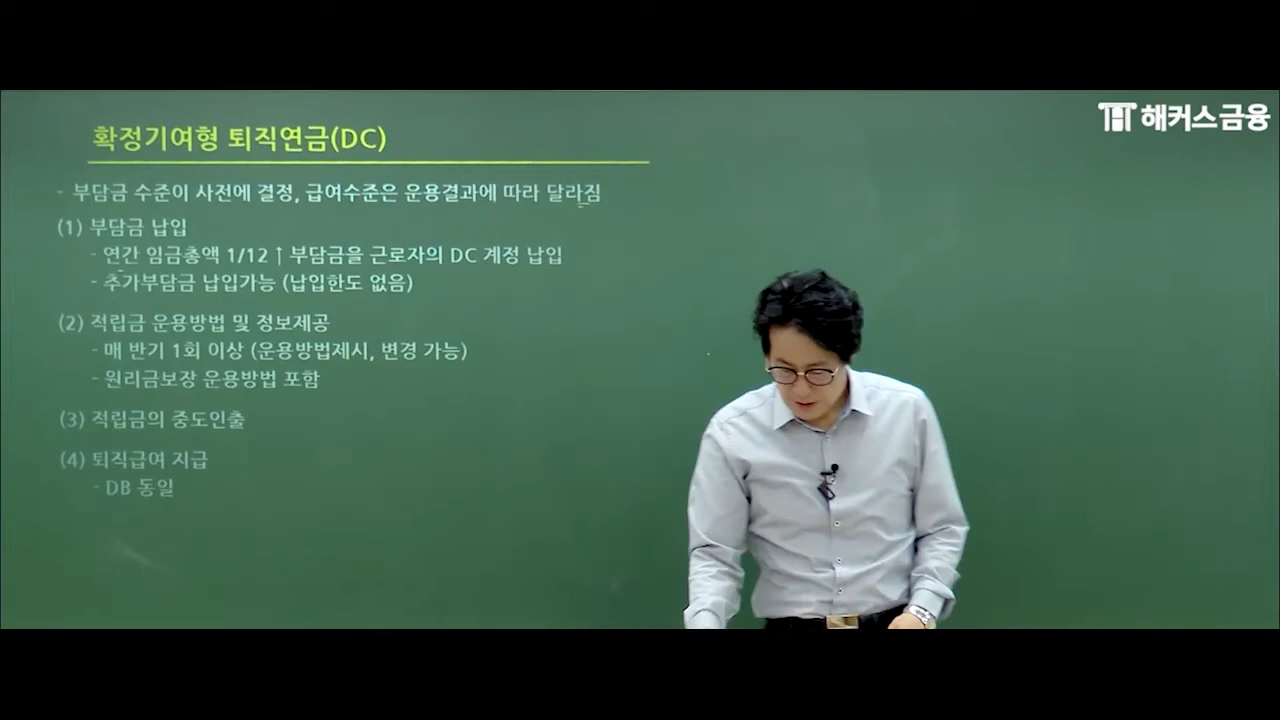 해커스금융
확정기여형 퇴직연금(DC)
- 부담금 수준이 사전에 결정, 급여수준은 운용결과에 따라 달라짐
(1) 부담금 납입
- 연간 임금총액 1/12↑ 부담금을 근로자의 DC 계정 납입
- 추가부담금 납입가능 (납입한도 없음)
(2) 적립금 운용방법 및 정보제공
- 매 반기 1회 이상 (운용방법제시, 변경 가능)
- 원리금보장 운용방법 포함
(3) 적립금의 중도인출
(4) 퇴직급여 지급
- DB 동일